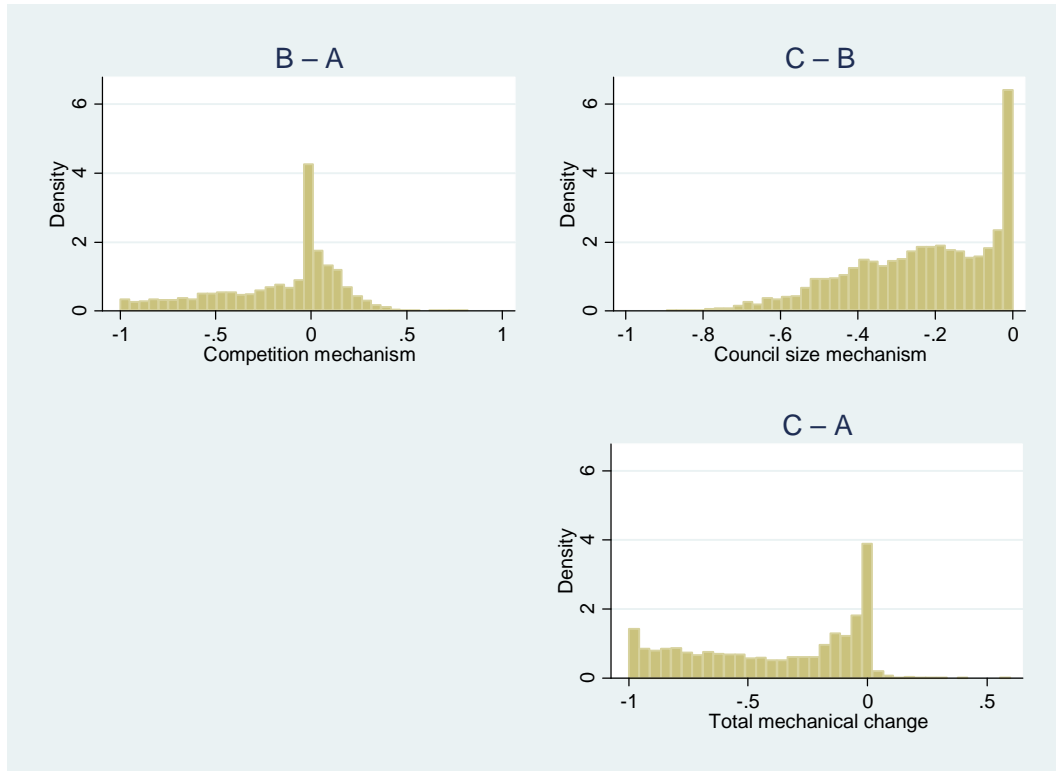 B – A
Density
6
4
2
0
-1 -.5 0 .5 1
Competition mechanism
C – B
Density
6
4
2
0
-1 -.8 -.6 -.4 -.2 0
Council size mechanism
C – A
Density
6
4
2
0
-1 -.5 0 .5
Total mechanical change